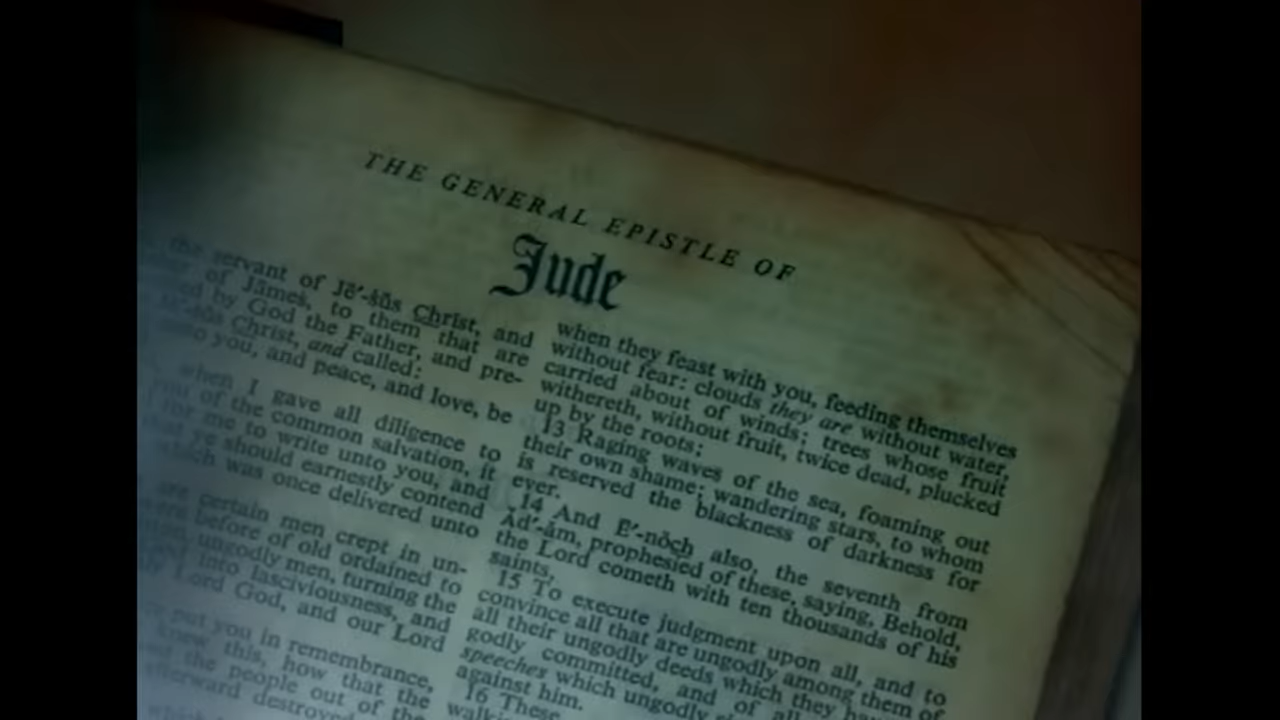 THE GENERAL EPISTLE OF
Jude
the servant of Jē′-ṡŭs Chrīst, and
of Jāmeṡ, to them that are
by God the Father, and pre-
Chrīst, and called:
you, and peace, and love, be
when I gave all diligence to
of the common salvation, it
for me to write unto you, and
ye should earnestly contend
which was once delivered unto
are certain men crept in un-
before of old ordained to
ungodly men, turning the
into lasciviousness, and
Lord God, and our Lord
put you in remembrance,
knew this, how that the
the people out of the
destroyed
when they feast with you, feeding themselves
without fear: clouds they are without water,
carried about of winds; trees whose fruit
withereth, without fruit, twice dead, plucked
up by the roots;
13 Raging waves of the sea, foaming out
their own shame; wandering stars, to whom
is reserved the blackness of darkness for
ever.
14 And Ē′-nŏch also, the seventh from
Ăd′-ăm, prophesied of these, saying, Behold,
the Lord cometh with ten thousands of his
saints,
15 To execute judgment upon all, and to
convince all that are ungodly among them of
all their ungodly deeds which they have
godly committed, and of all
speeches which ungodly
against him.
16 These